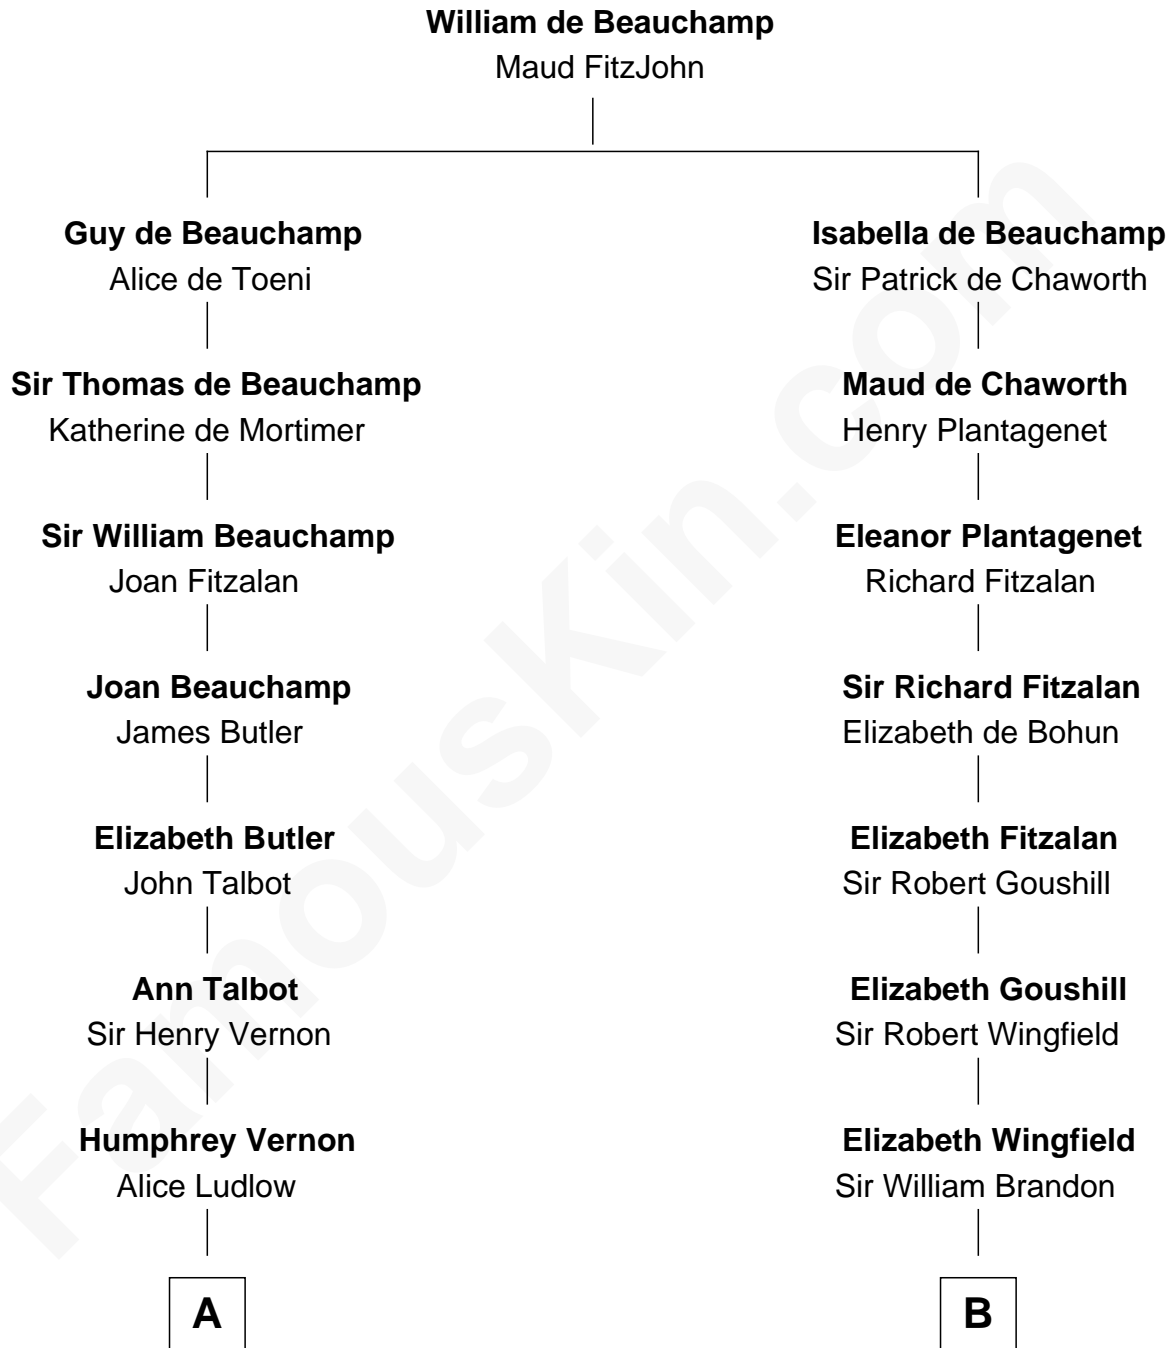 William de Beauchamp
Maud FitzJohn
Guy de Beauchamp
Alice de Toeni
Isabella de Beauchamp
Sir Patrick de Chaworth
Sir Thomas de Beauchamp
Katherine de Mortimer
Maud de Chaworth
Henry Plantagenet
Sir William Beauchamp
Joan Fitzalan
Eleanor Plantagenet
Richard Fitzalan
Joan Beauchamp
James Butler
Sir Richard Fitzalan
Elizabeth de Bohun
Elizabeth Butler
John Talbot
Elizabeth Fitzalan
Sir Robert Goushill
Ann Talbot
Sir Henry Vernon
Elizabeth Goushill
Sir Robert Wingfield
Humphrey Vernon
Alice Ludlow
Elizabeth Wingfield
Sir William Brandon
A
B
FamousKin.com